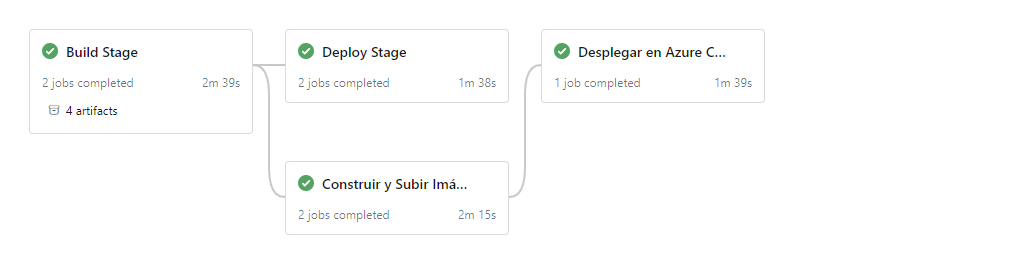 Build Stage
2 jobs completed 2m 39s
4 artifacts
Deploy Stage
2 jobs completed 1m 38s
Construir y Subir Imá...
2 jobs completed 2m 15s
Desplegar en Azure C...
1 job completed 1m 39s